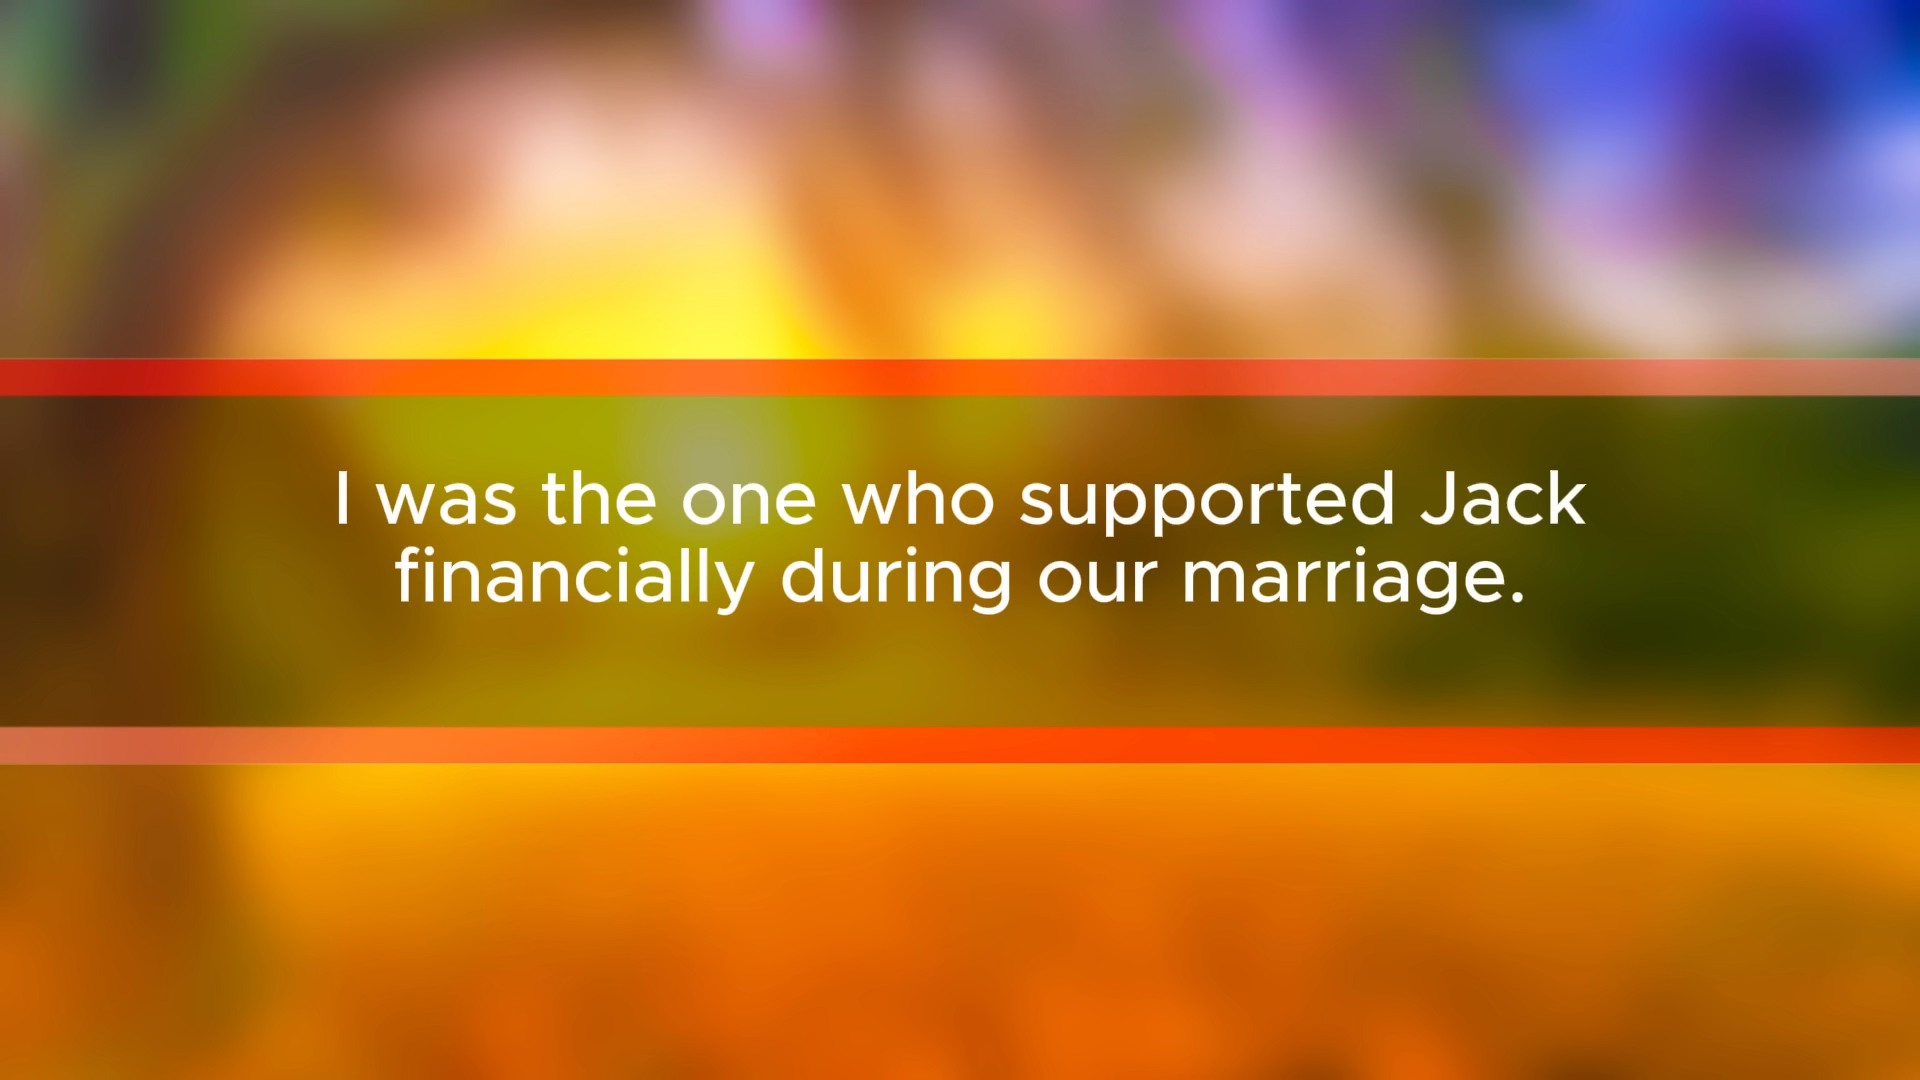 I was the one who supported Jack
financially during our marriage.